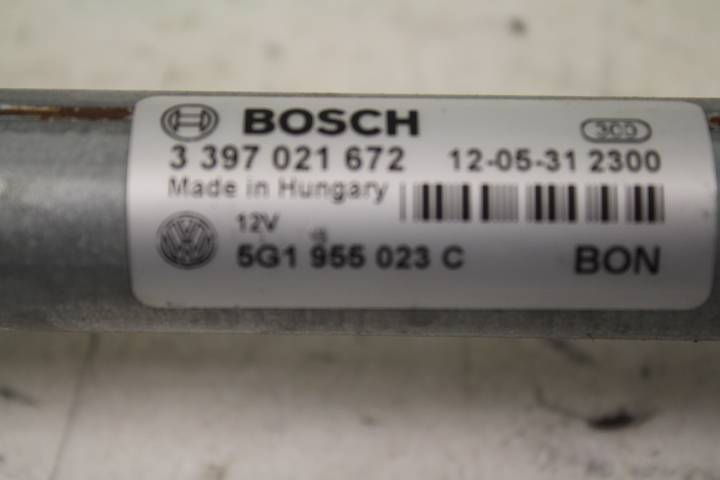 BOSCH
3 397 021 672 12-05-31 2300
Made in Hungary
12V
5G1 955 023 C BON